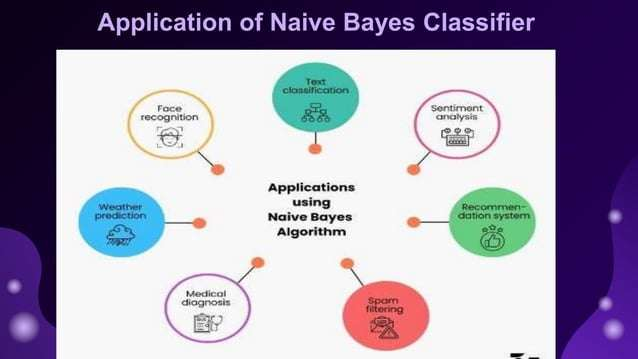 Application of Naive Bayes Classifier
Text
classification
Face
recognition
Sentiment
analysis
Applications
using
Naive Bayes
Algorithm
Weather
prediction
Recommen-
dation system
Medical
diagnosis
Spam
filtering